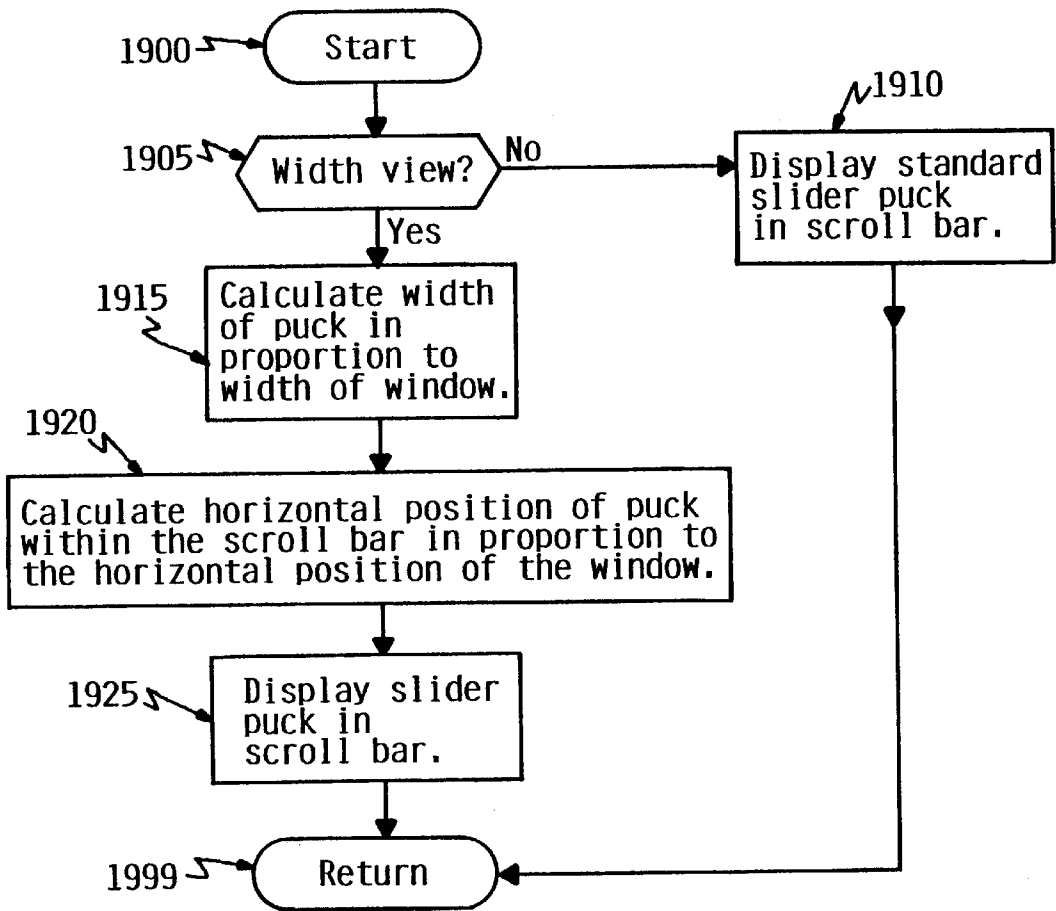 1900
Start
1905
Width view?
No
1910
Display standard
slider puck
in scroll bar.
Yes
1915
Calculate width
of puck in
proportion to
width of window.
1920
Calculate horizontal position of puck
within the scroll bar in proportion to
the horizontal position of the window.
1925
Display slider
puck in
scroll bar.
1999
Return